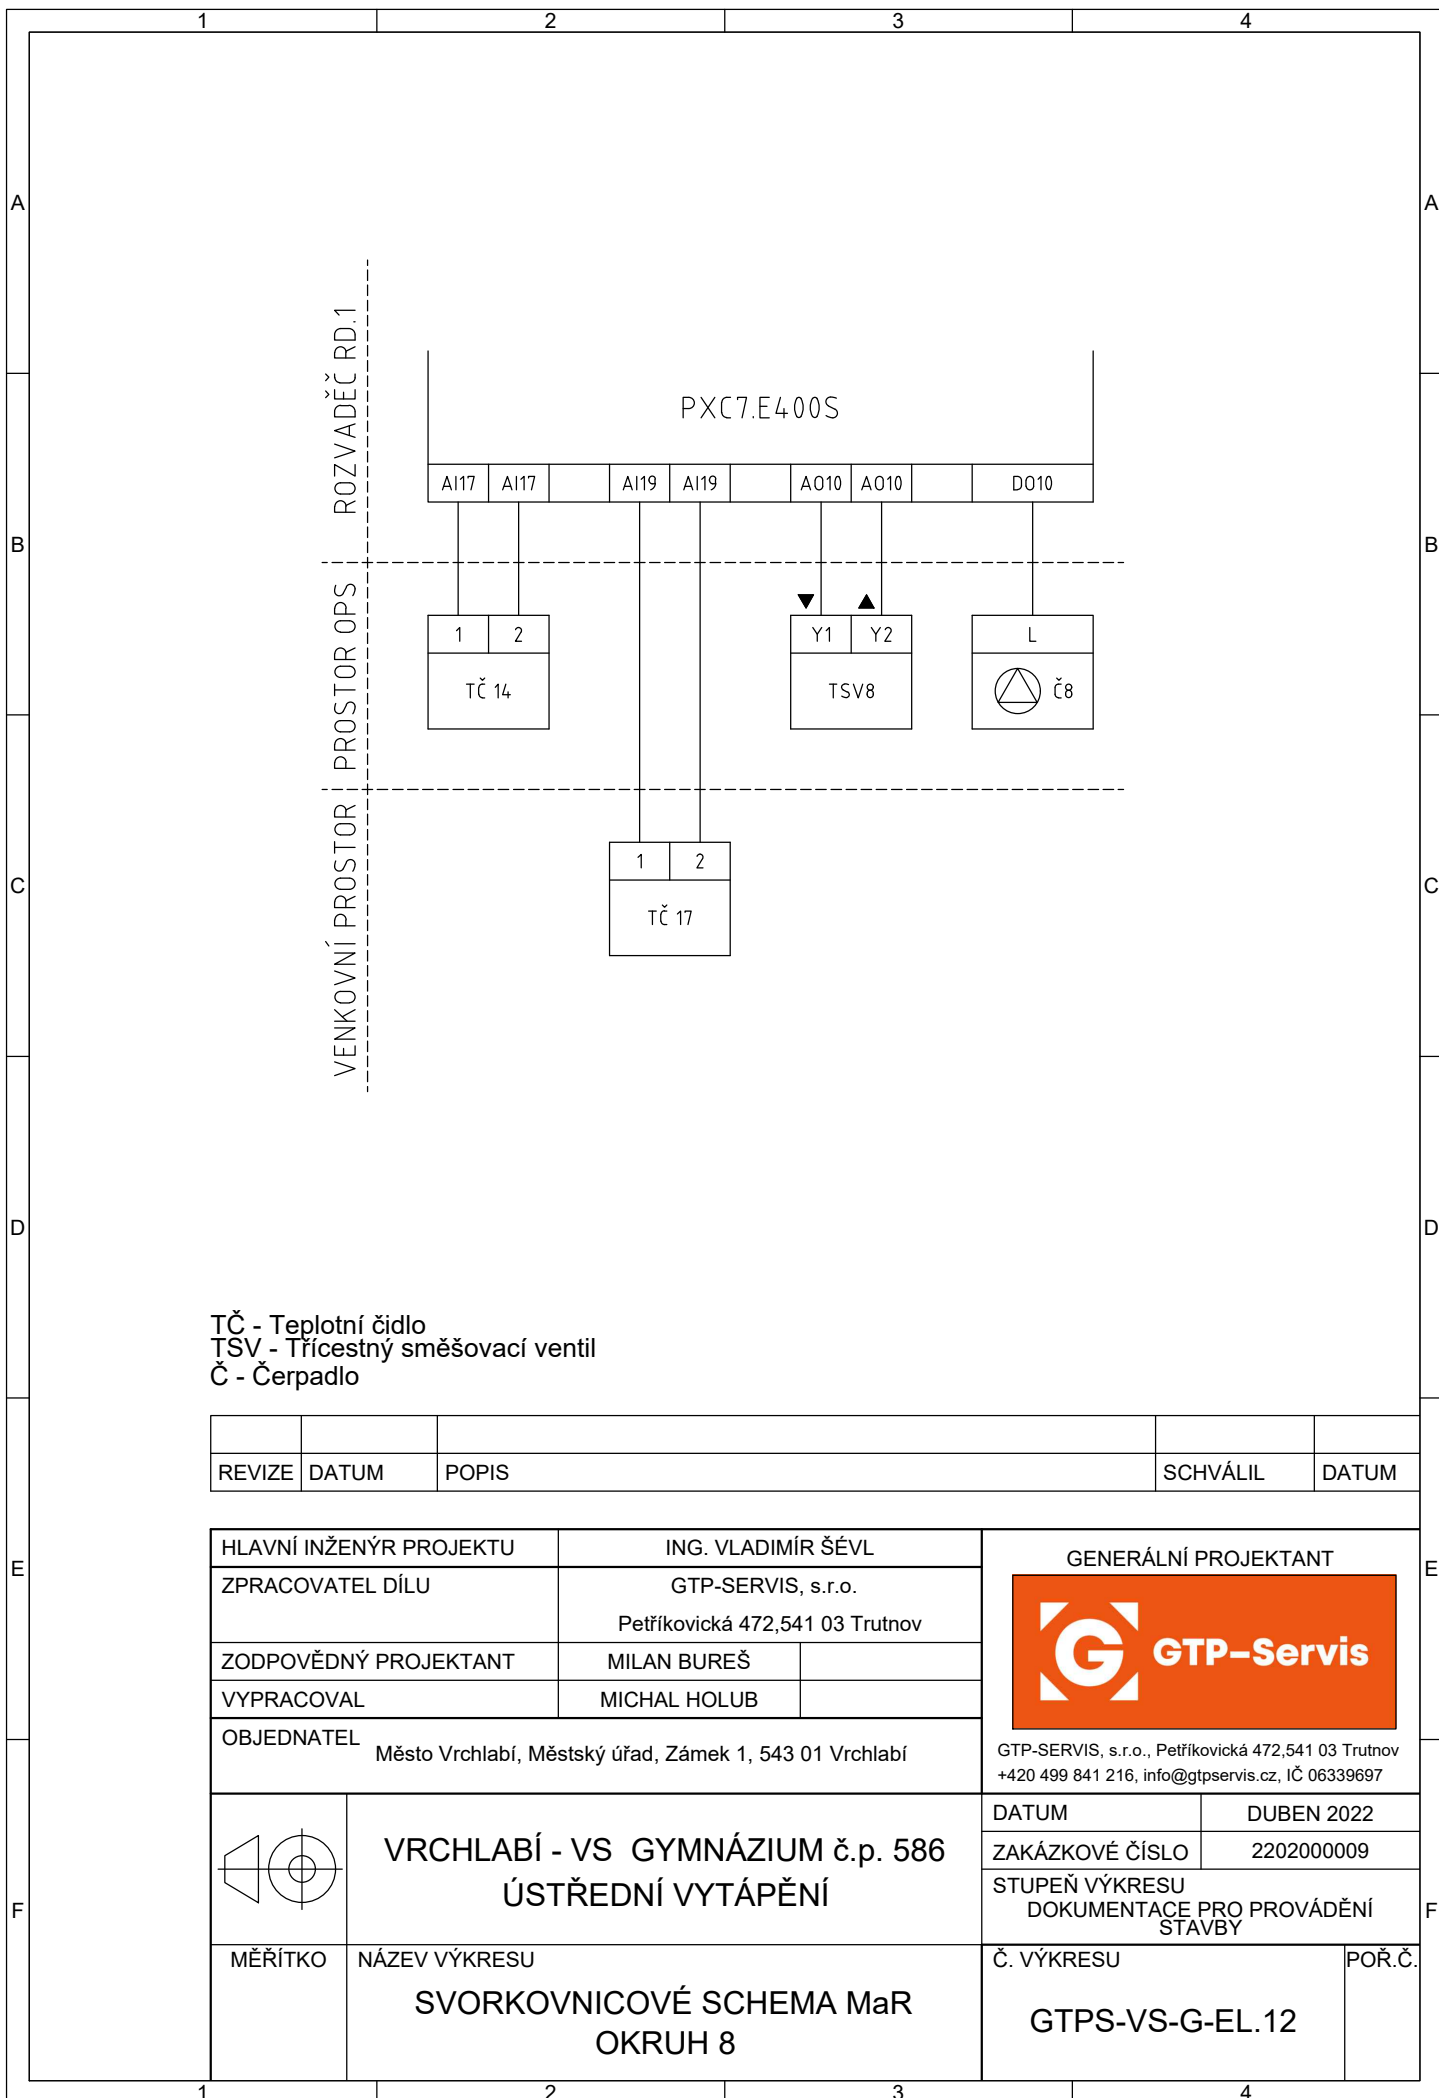 1 2 3 4
A A
ROZVADĚČ RD.1
PXC7.E400S
AI17 AI17 AI19 AI19 AO10 AO10 DO10
B B
PROSTOR OPS
1 2 Y1 Y2 L
TČ 14 TSV8 Č8
VENKOVNÍ PROSTOR
1 2
C C
TČ 17
D D
TČ - Teplotní čidlo
TSV - Třícestný směšovací ventil
Č - Čerpadlo
REVIZE DATUM POPIS SCHVÁLIL DATUM
E E
HLAVNÍ INŽENÝR PROJEKTU ING. VLADIMÍR ŠÉVL
ZPRACOVATEL DÍLU GTP-SERVIS, s.r.o.
Petříkovická 472,541 03 Trutnov
ZODPOVĚDNÝ PROJEKTANT MILAN BUREŠ
VYPRACOVAL MICHAL HOLUB
OBJEDNATEL Město Vrchlabí, Městský úřad, Zámek 1, 543 01 Vrchlabí
GENERÁLNÍ PROJEKTANT
G GTP-Servis
GTP-SERVIS, s.r.o., Petříkovická 472,541 03 Trutnov
+420 499 841 216, info@gtpservis.cz, IČ 06339697
VRCHLABÍ - VS GYMNÁZIUM č.p. 586
ÚSTŘEDNÍ VYTÁPĚNÍ
DATUM DUBEN 2022
ZAKÁZKOVÉ ČÍSLO 2202000009
STUPEŇ VÝKRESU
DOKUMENTACE PRO PROVÁDĚNÍ
STAVBY
F F
MĚŘÍTKO NÁZEV VÝKRESU
SVORKOVNICOVÉ SCHEMA MaR
OKRUH 8
Č. VÝKRESU POŘ.Č.
GTPS-VS-G-EL.12
1 2 3 4